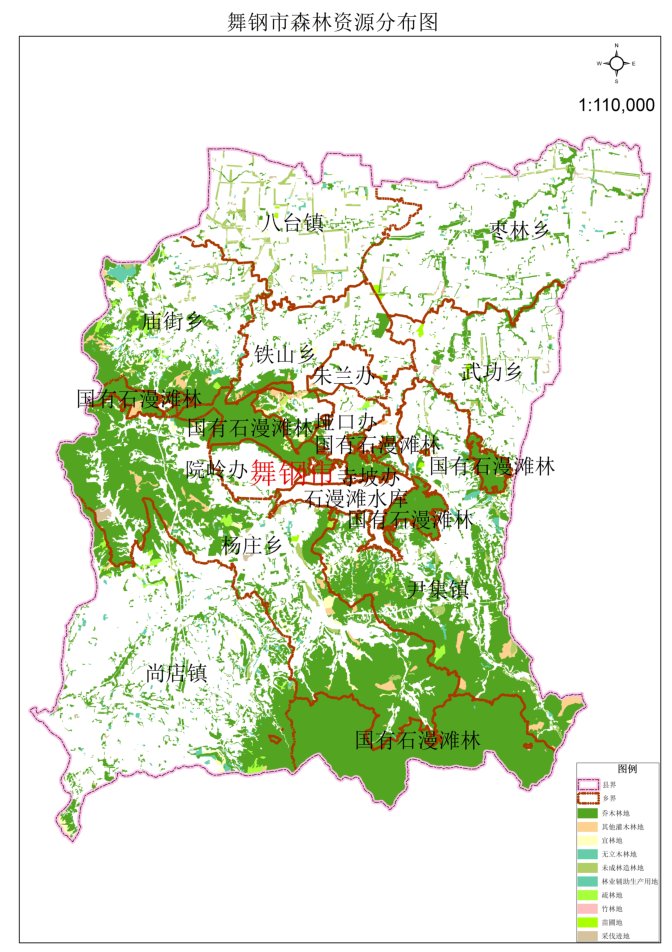 舞钢市森林资源分布图
N
W
E
S
1:110,000
八台镇
枣林乡
庙街乡
铁山乡
朱兰办
武功乡
国有石漫滩林
国有石漫滩林
垭口办
国有石漫滩林
国有石漫滩林
院岭办
舞钢市
寺坡办
石漫滩水库
国有石漫滩林
杨庄乡
尹集镇
尚店镇
国有石漫滩林
图例
县界
乡界
乔木林地
其他灌木林地
宜林地
无立木林地
未成林造林地
林业辅助生产用地
疏林地
竹林地
苗圃地
采伐迹地